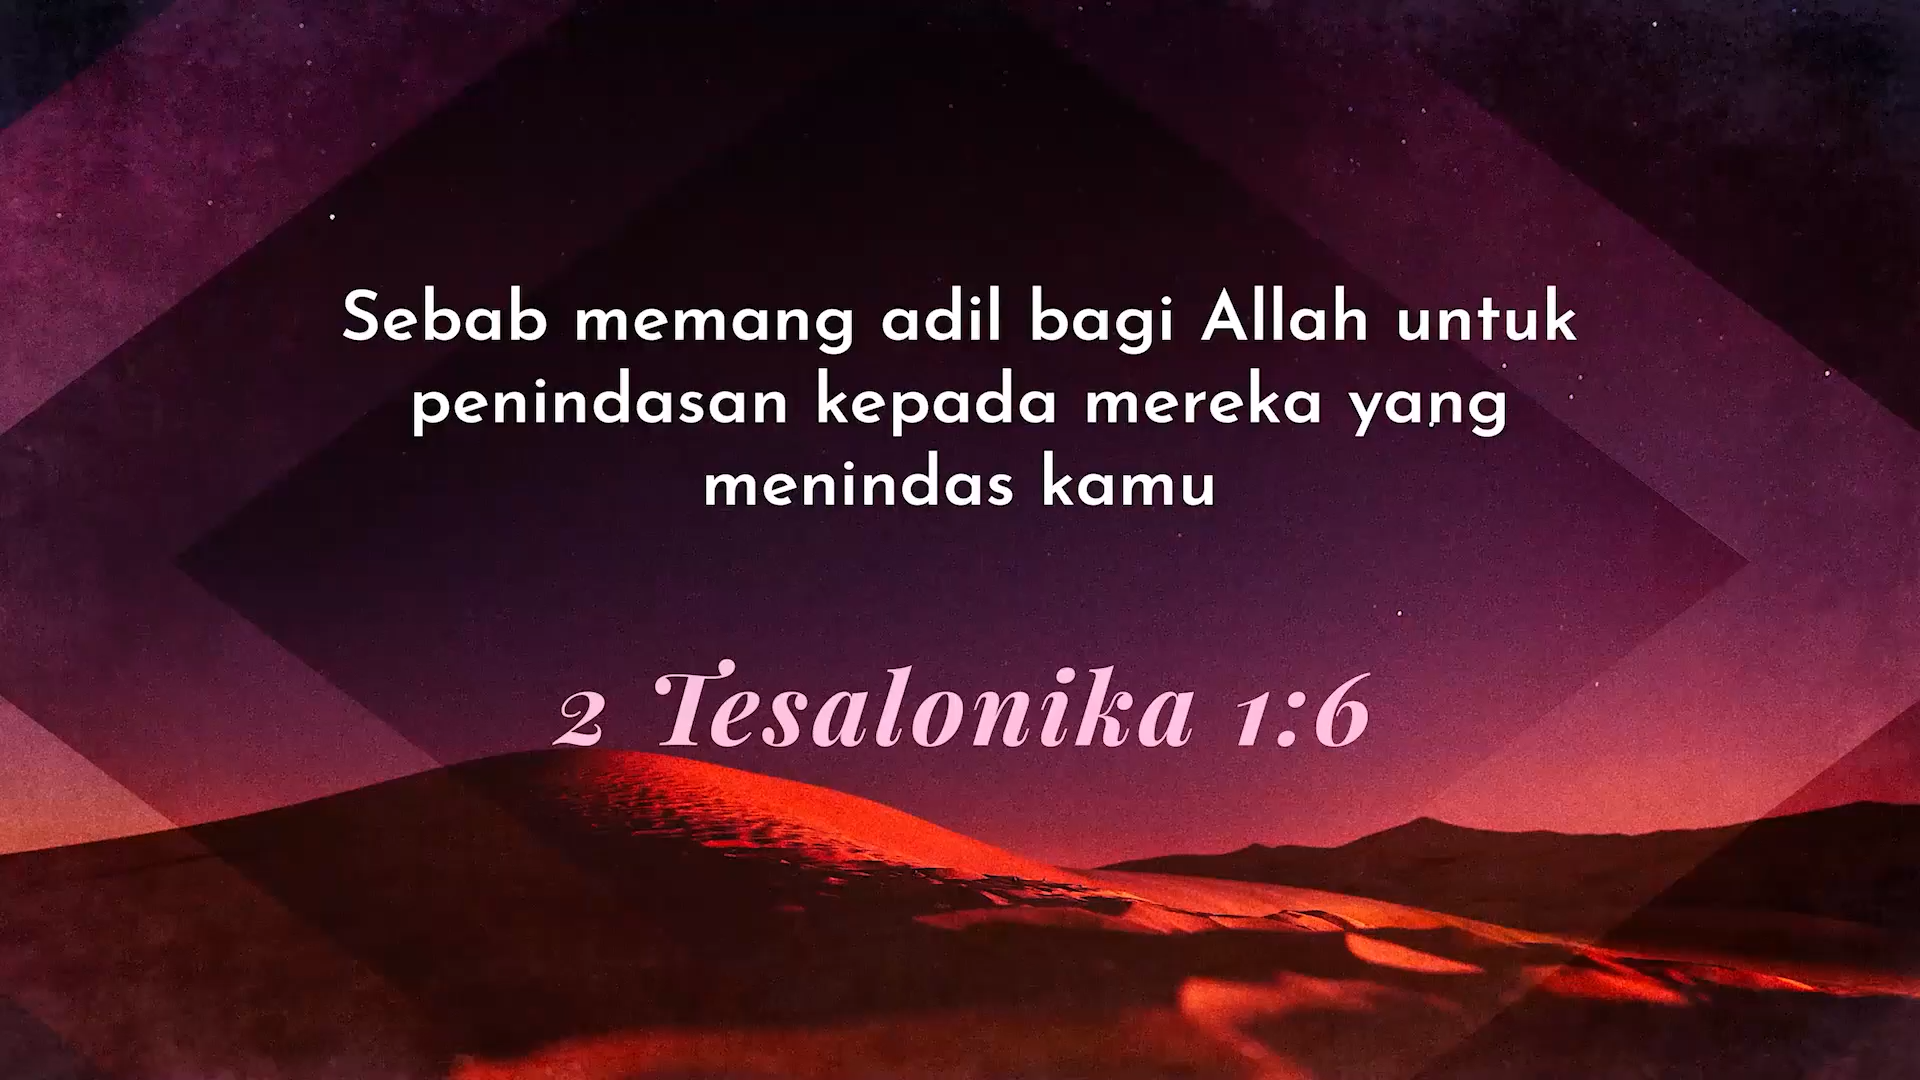 Sebab memang adil bagi Allah untuk
penindasan kepada mereka yang
menindas kamu
2 Tesalonika 1:6